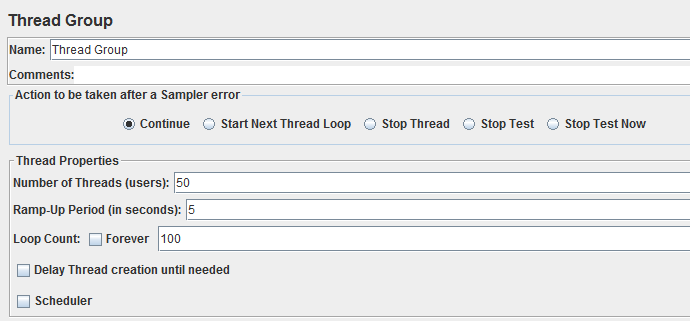 Thread Group
Name: Thread Group
Comments:
Action to be taken after a Sampler error
Continue Start Next Thread Loop Stop Thread Stop Test Stop Test Now
Thread Properties
Number of Threads (users): 50
Ramp-Up Period (in seconds): 5
Loop Count: Forever 100
Delay Thread creation until needed
Scheduler